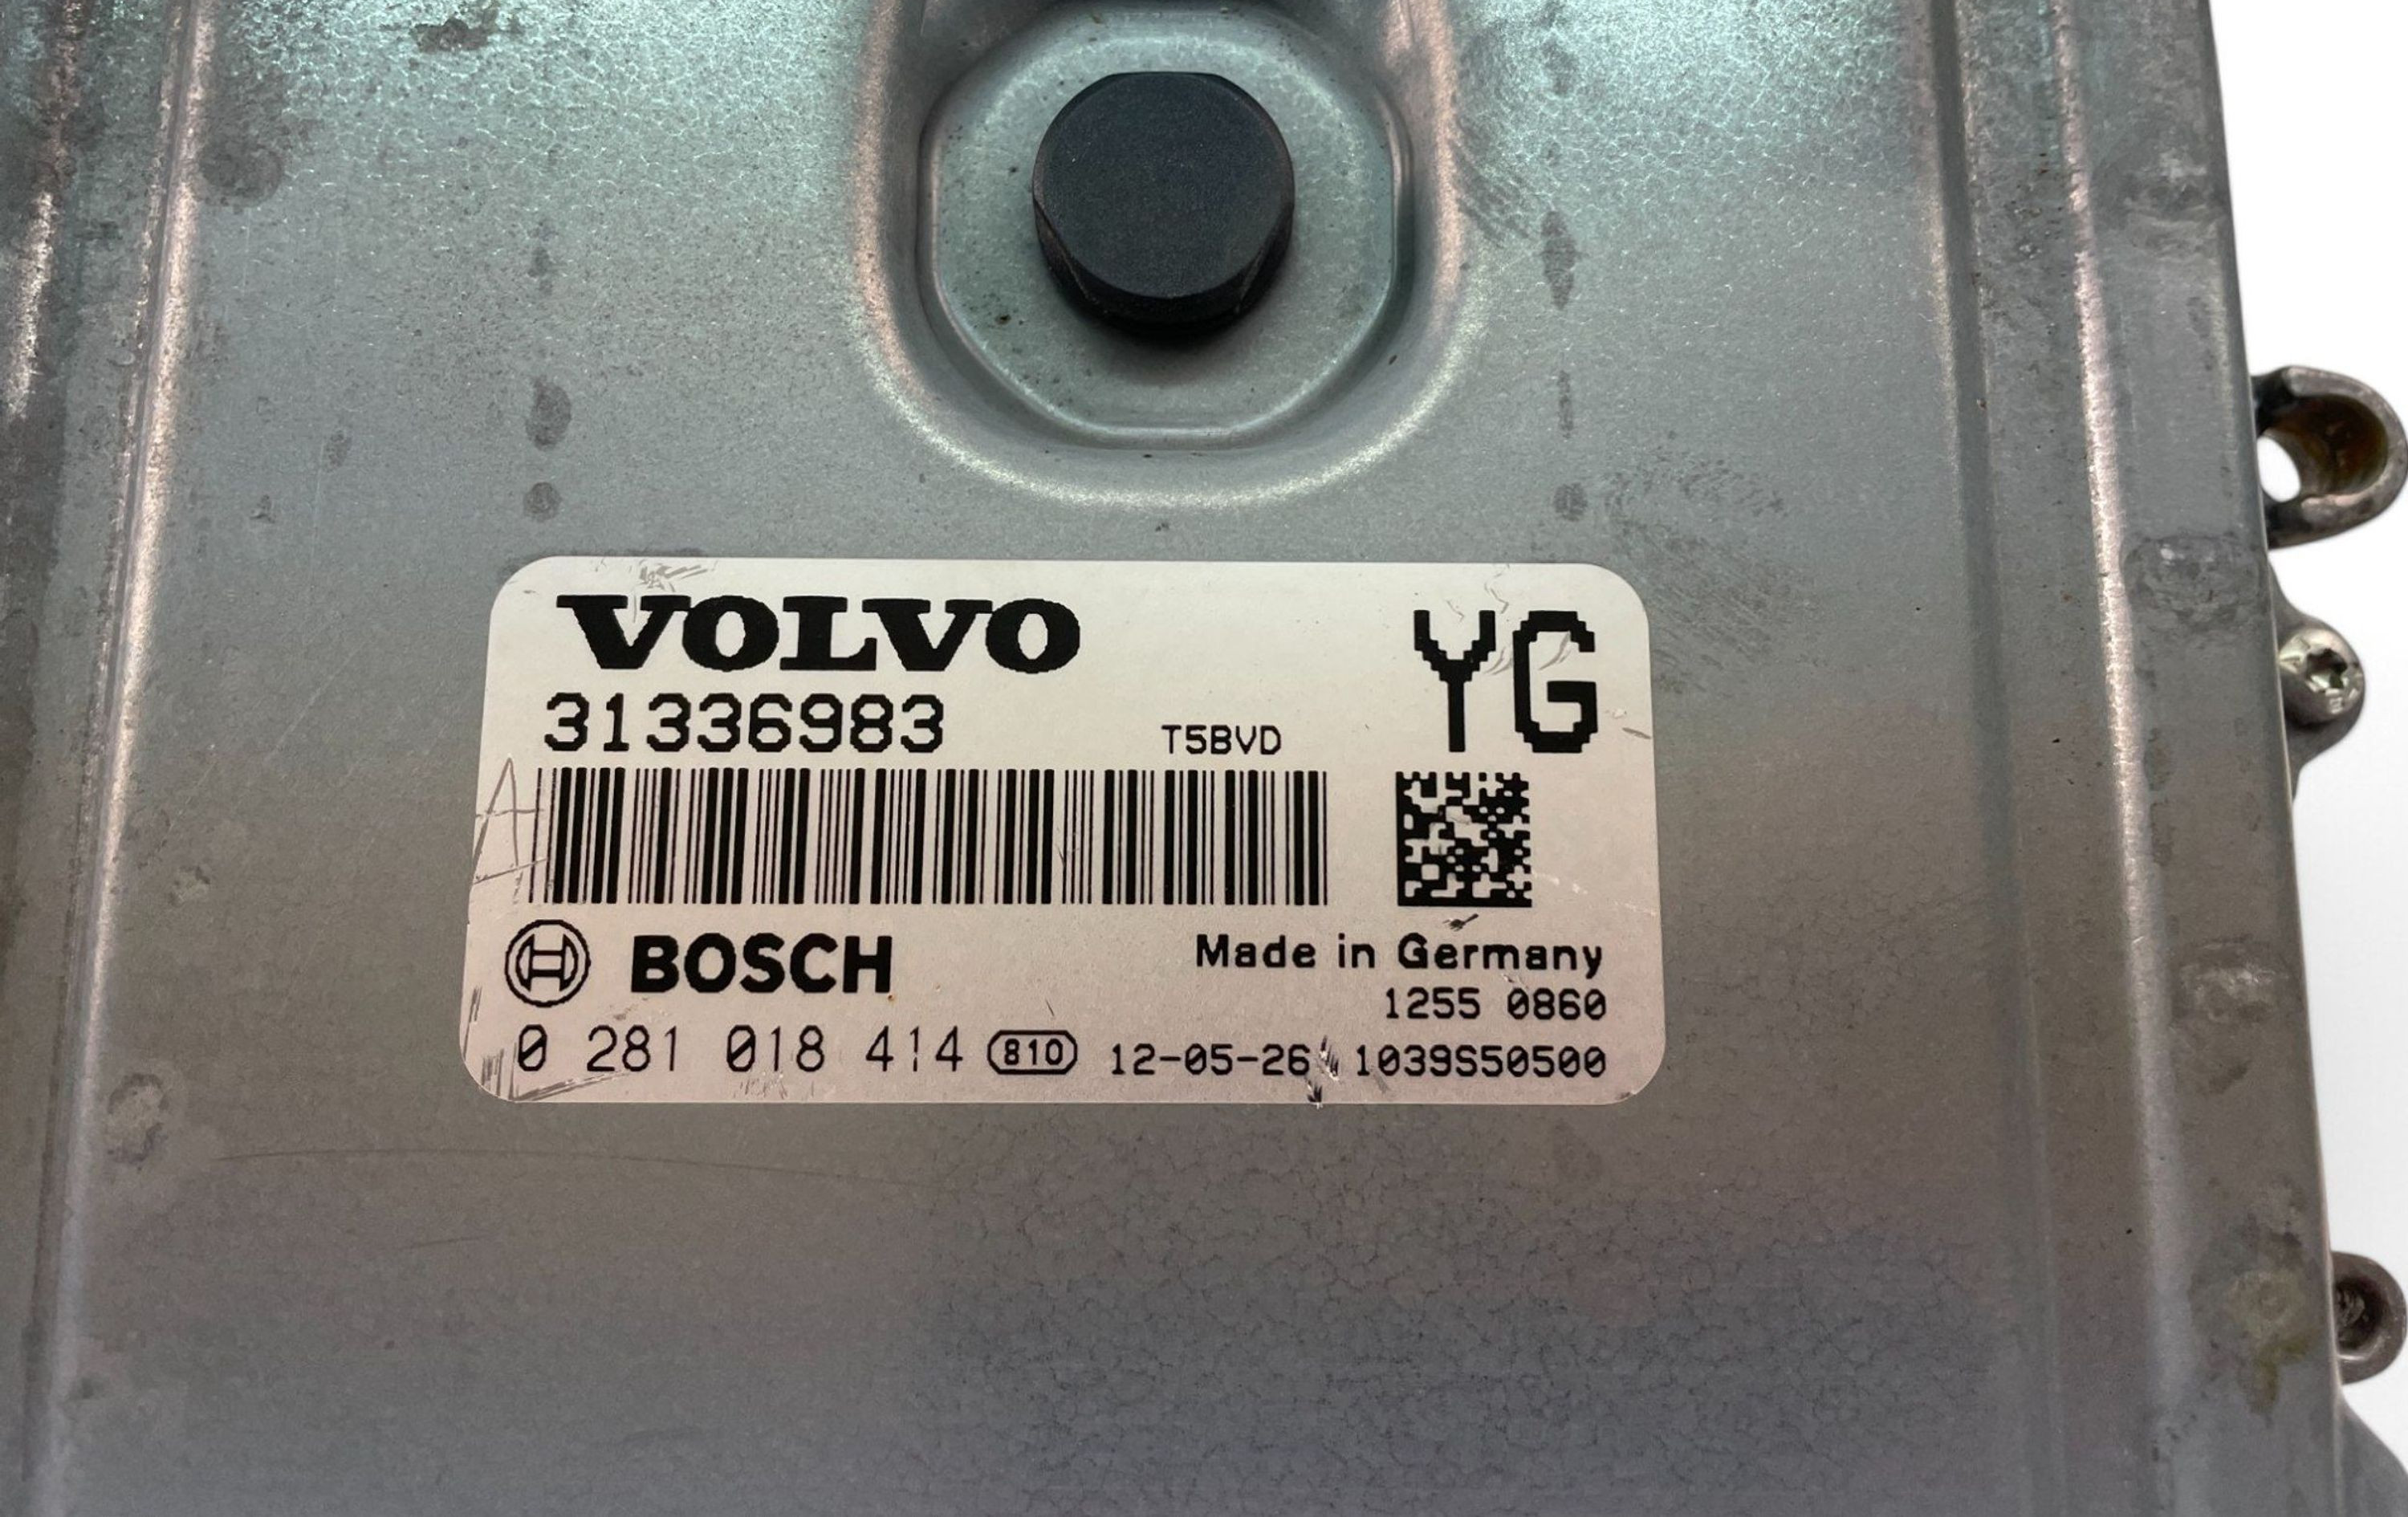 VOLVO YG
31336983 T5BVD
BOSCH Made in Germany
1255 0860
0 281 018 414 810 12-05-26 1039S50500